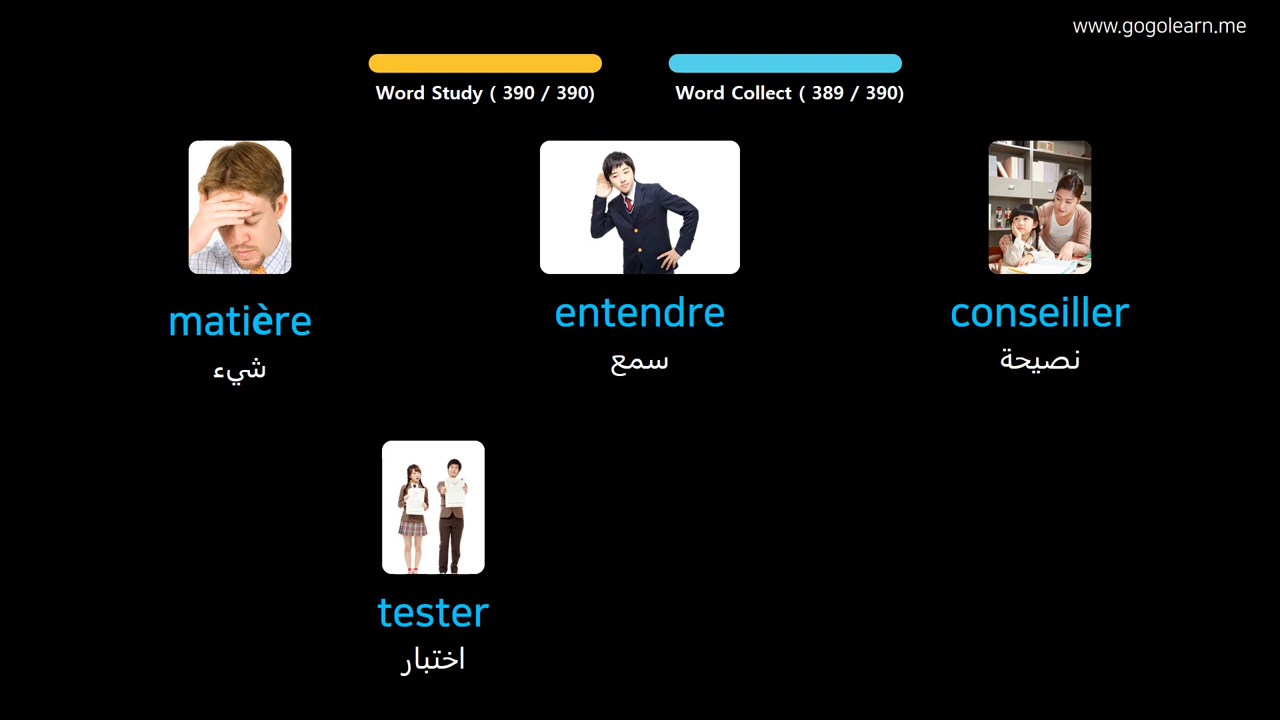 www.gogolearn.me
Word Study ( 390 / 390)
Word Collect ( 389 / 390)
matière
شيء
entendre
سمع
conseiller
نصيحة
tester
اختبار